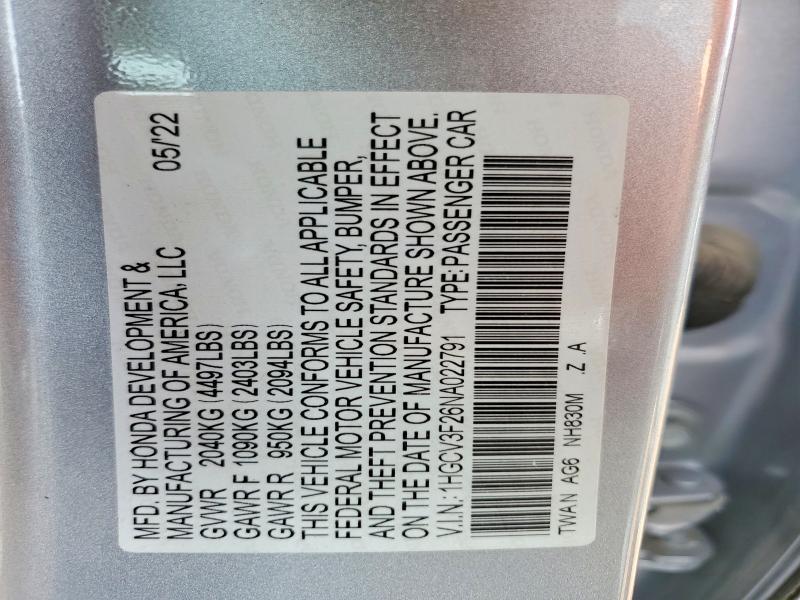 MFD. BY HONDA DEVELOPMENT &
MANUFACTURING OF AMERICA, LLC 05/'22
GVWR 2040KG (4497LBS)
GAWR F 1090KG (2403LBS)
GAWR R 950KG (2094LBS)
THIS VEHICLE CONFORMS TO ALL APPLICABLE
FEDERAL MOTOR VEHICLE SAFETY, BUMPER,
AND THEFT PREVENTION STANDARDS IN EFFECT
ON THE DATE OF MANUFACTURE SHOWN ABOVE.
V.I.N.: 1HGCV3F26NA022791 TYPE:PASSENGER CAR
TWA N AG6 NH830M .Z .A